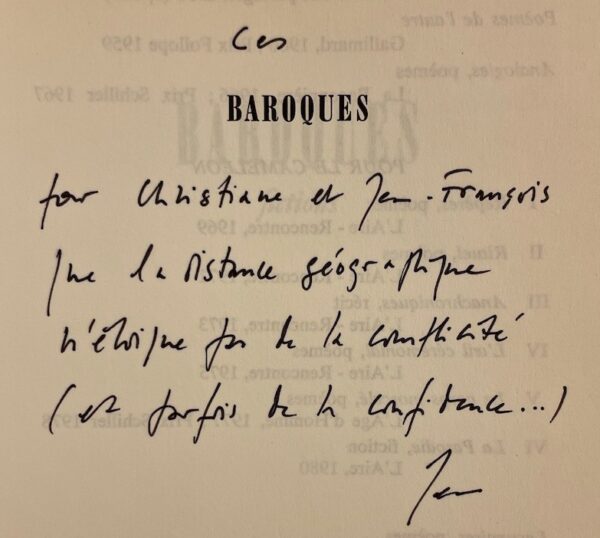 Ces
BAROQUES
pour Christiane et Jean-François
que la distance géographique
n'éloigne pas de la complicité
(et parfois de la confidence...)
Jean